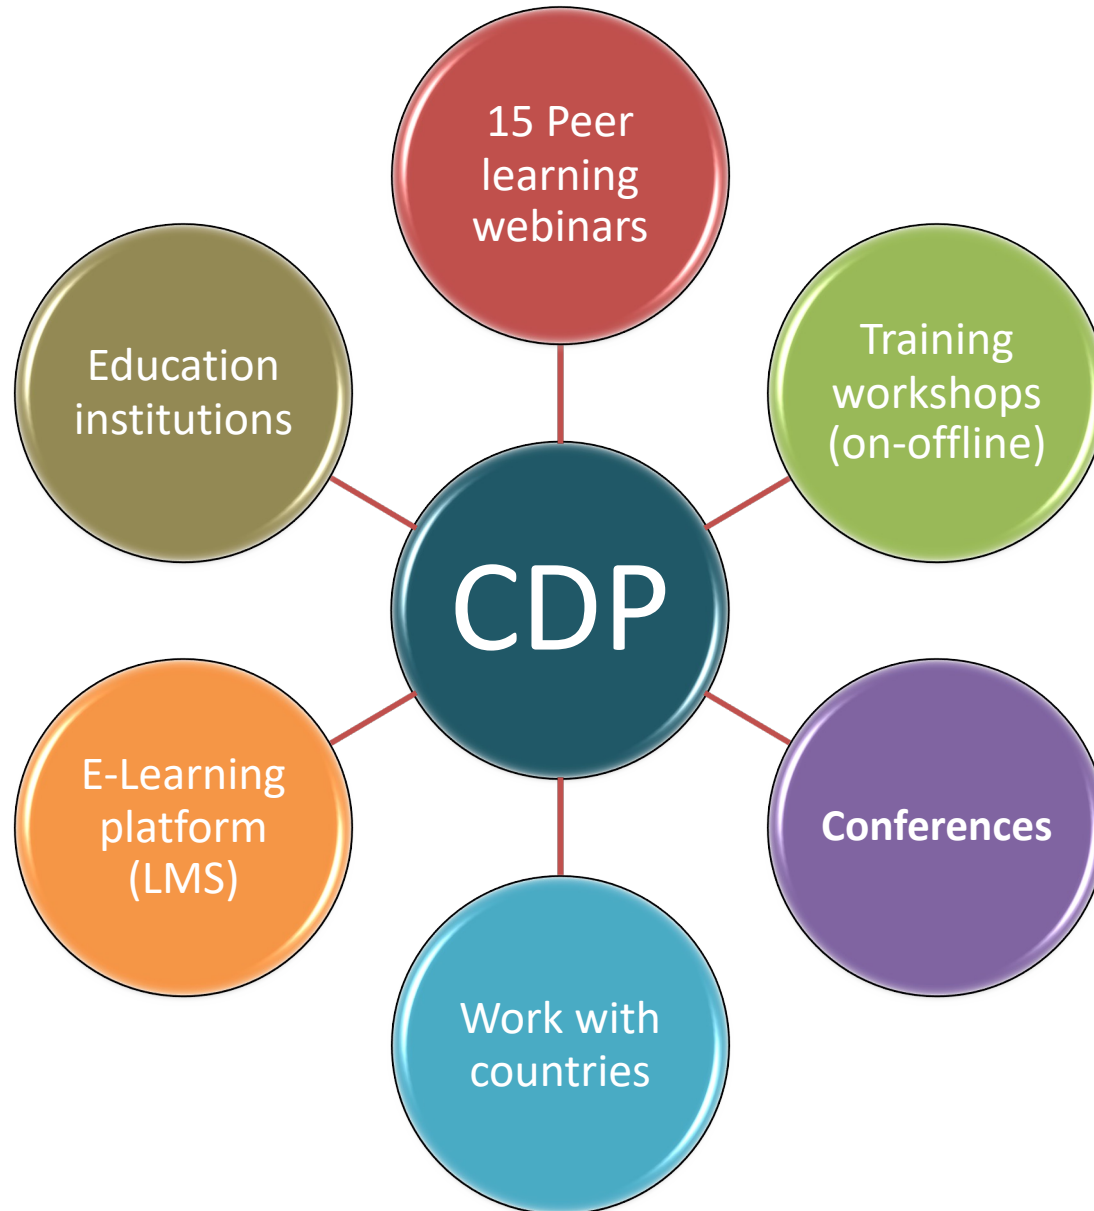 15 Peer
learning
webinars
Training
workshops
(on-offline)
Conferences
Work with
countries
E-Learning
platform
(LMS)
Education
institutions
CDP